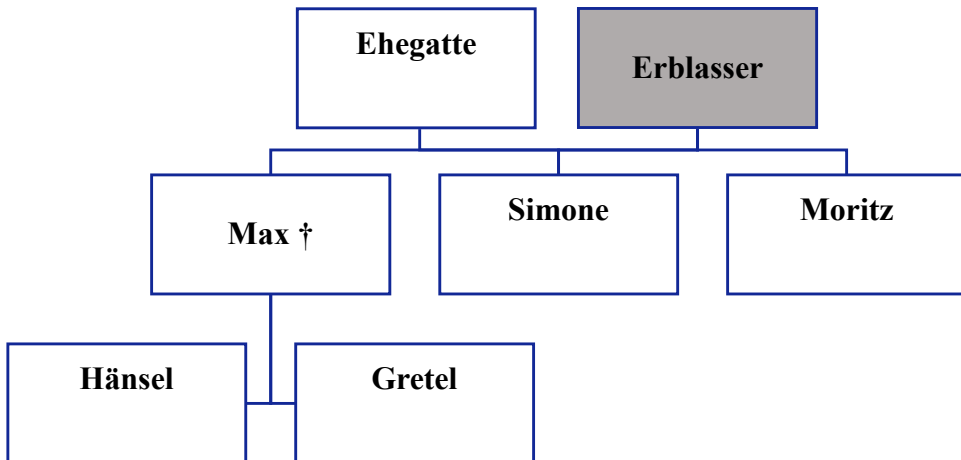 Ehegatte
Erblasser
Max †
Simone
Moritz
Hänsel
Gretel